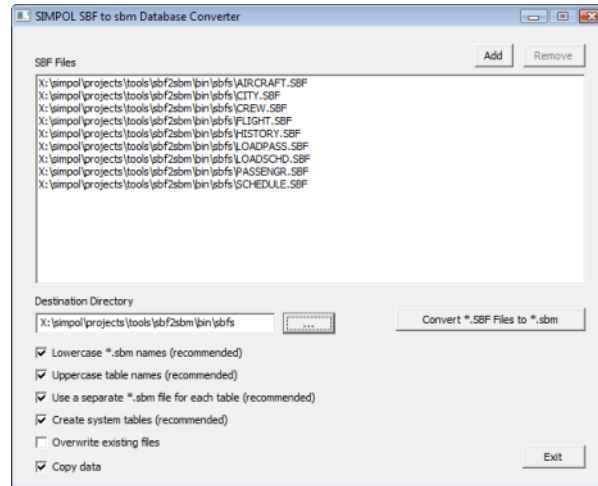 SIMPOL SBF to sbm Database Converter
SBF Files
Add
Remove
X:\simpol\projects\tools\sbf2sbm\bin\sbfs\AIRCRAFT.SBF
X:\simpol\projects\tools\sbf2sbm\bin\sbfs\CITY.SBF
X:\simpol\projects\tools\sbf2sbm\bin\sbfs\CREW.SBF
X:\simpol\projects\tools\sbf2sbm\bin\sbfs\FLIGHT.SBF
X:\simpol\projects\tools\sbf2sbm\bin\sbfs\HISTORY.SBF
X:\simpol\projects\tools\sbf2sbm\bin\sbfs\LOADPASS.SBF
X:\simpol\projects\tools\sbf2sbm\bin\sbfs\LOADSCHD.SBF
X:\simpol\projects\tools\sbf2sbm\bin\sbfs\PASSENGR.SBF
X:\simpol\projects\tools\sbf2sbm\bin\sbfs\SCHEDULE.SBF
Destination Directory
X:\simpol\projects\tools\sbf2sbm\bin\sbfs
...
Convert *.SBF Files to *.sbm
Lowercase *.sbm names (recommended)
Uppercase table names (recommended)
Use a separate *.sbm file for each table (recommended)
Create system tables (recommended)
Overwrite existing files
Copy data
Exit